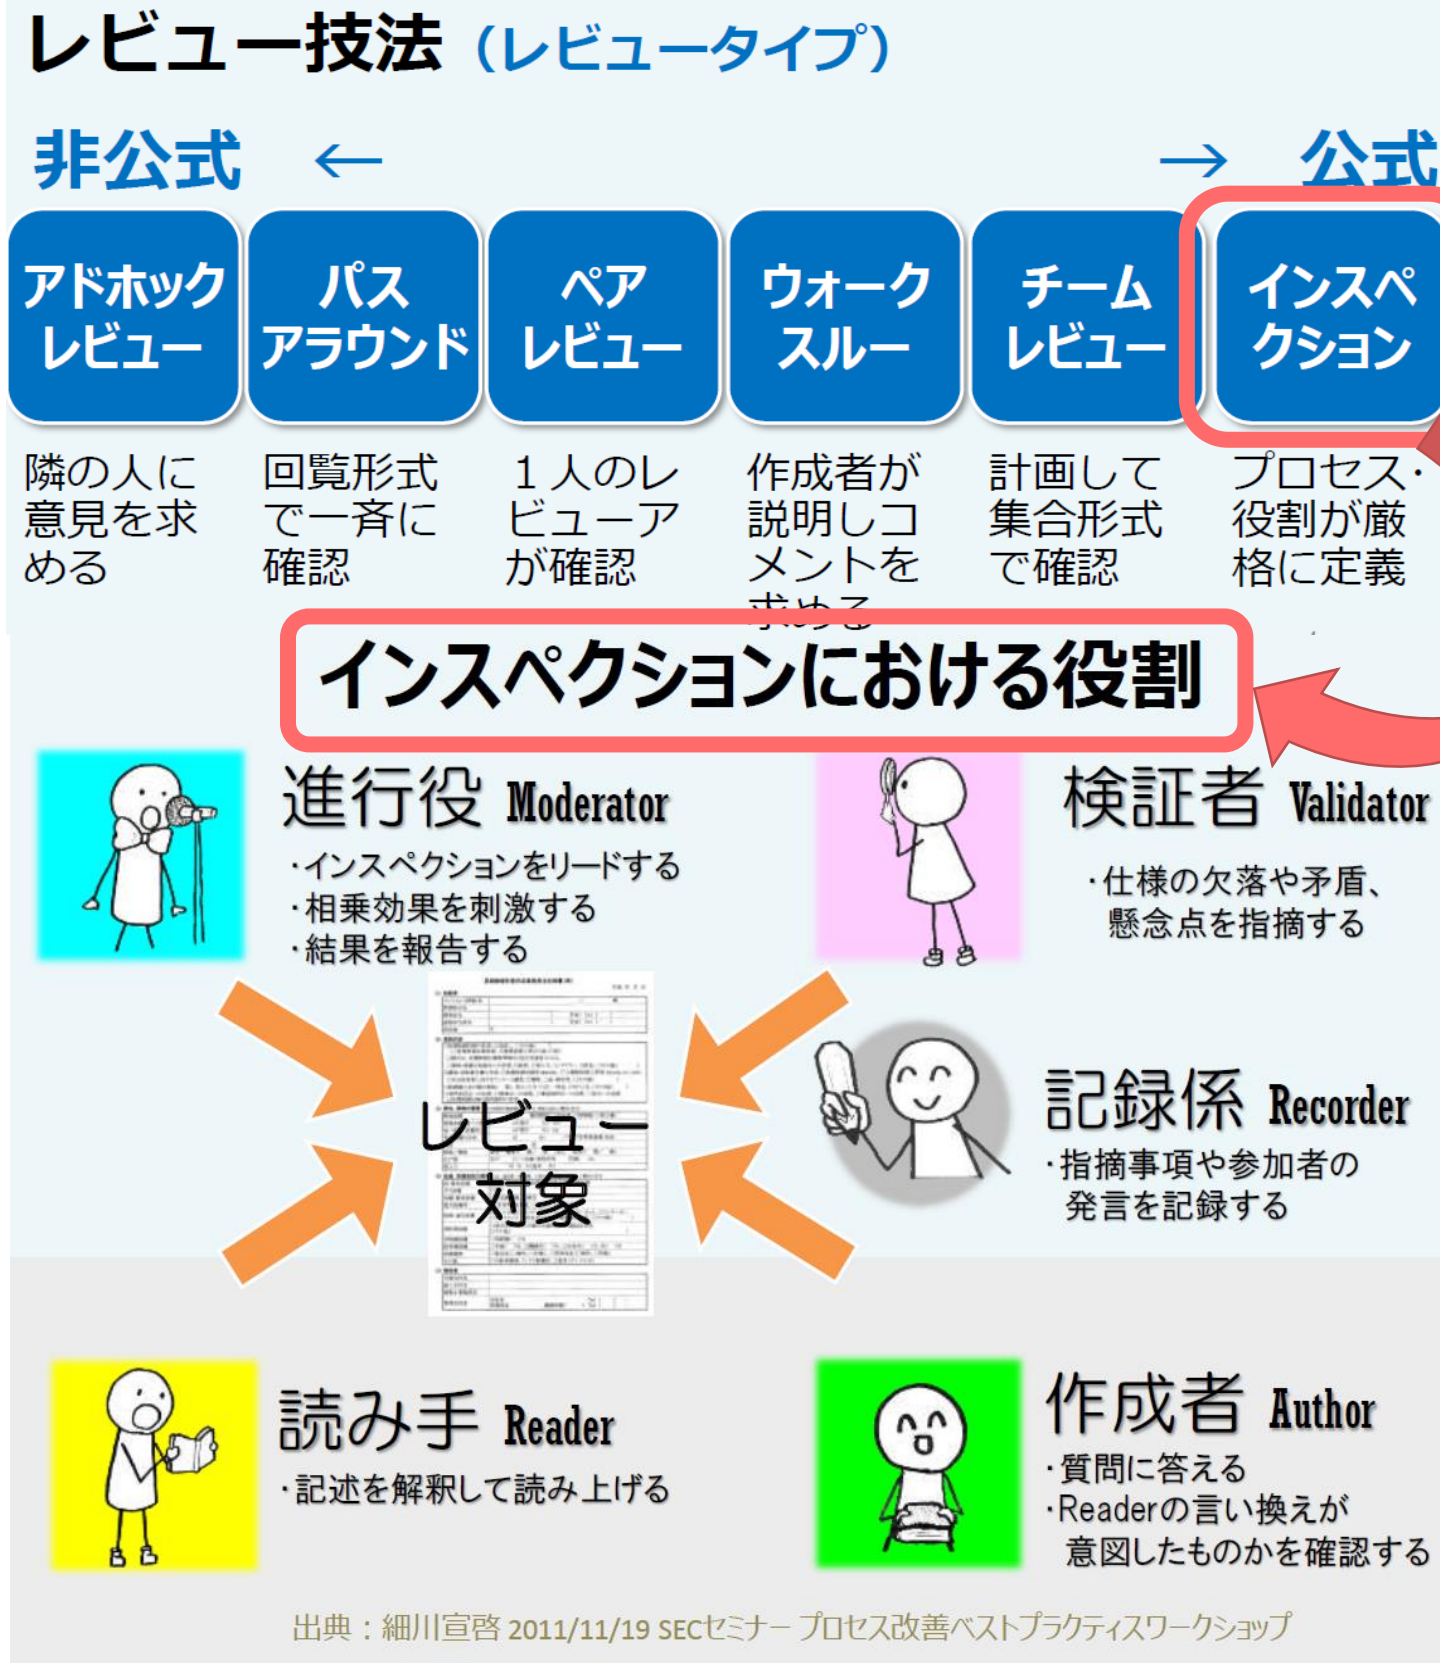 レビュー技法（レビュータイプ）
非公式 ← → 公式
アドホック
レビュー
パス
アラウンド
ペア
レビュー
ウォーク
スルー
チーム
レビュー
インスペ
クション
隣の人に
意見を求
める
回覧形式
で一斉に
確認
１人のレ
ビューア
が確認
作成者が
説明しコ
メントを
求める
計画して
集合形式
で確認
プロセス・
役割が厳
格に定義
インスペクションにおける役割
進行役 Moderator
・インスペクションをリードする
・相乗効果を刺激する
・結果を報告する
検証者 Validator
・仕様の欠落や矛盾、
懸念点を指摘する
レビュー
対象
記録係 Recorder
・指摘事項や参加者の
発言を記録する
読み手 Reader
・記述を解釈して読み上げる
作成者 Author
・質問に答える
・Readerの言い換えが
意図したものかを確認する
出典：細川宣啓 2011/11/19 SECセミナー プロセス改善ベストプラクティスワークショップ